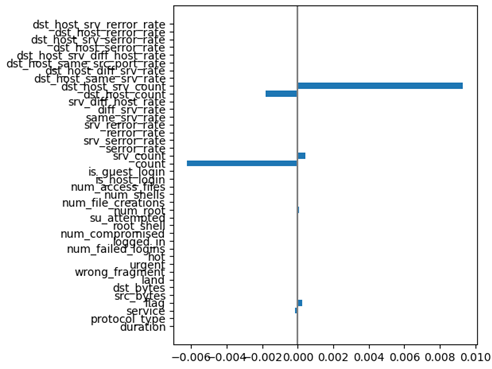 dst_host_srv_rerror_rate
dst_host_rerror_rate
dst_host_srv_serror_rate
dst_host_serror_rate
dst_host_srv_diff_host_rate
dst_host_same_src_port_rate
dst_host_diff_srv_rate
dst_host_same_srv_rate
dst_host_srv_count
dst_host_count
srv_diff_host_rate
diff_srv_rate
same_srv_rate
srv_rerror_rate
rerror_rate
srv_serror_rate
serror_rate
srv_count
count
is_guest_login
is_host_login
num_access_files
num_shells
num_file_creations
num_root
su_attempted
root_shell
num_compromised
logged_in
num_failed_logins
hot
urgent
wrong_fragment
land
dst_bytes
src_bytes
flag
service
protocol_type
duration
−0.006 −0.004 −0.002 0.000 0.002 0.004 0.006 0.008 0.010